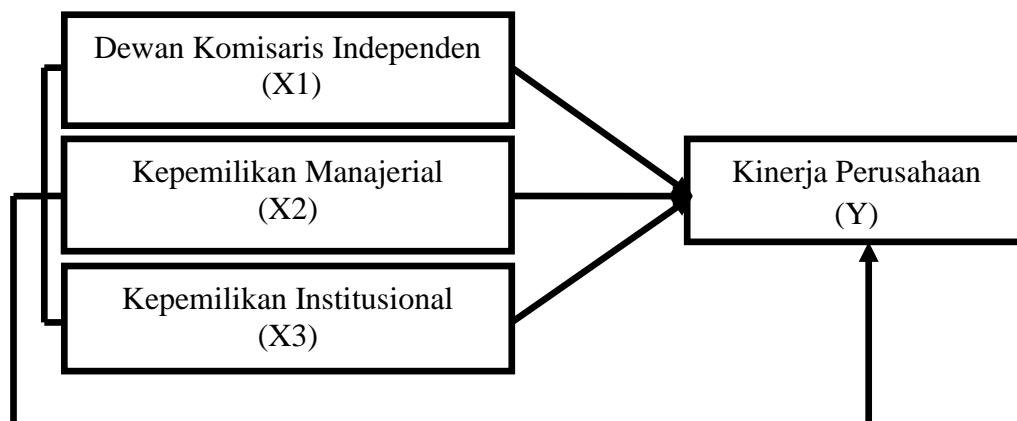 Dewan Komisaris Independen
(X1)
Kepemilikan Manajerial
(X2)
Kepemilikan Institusional
(X3)
Kinerja Perusahaan
(Y)